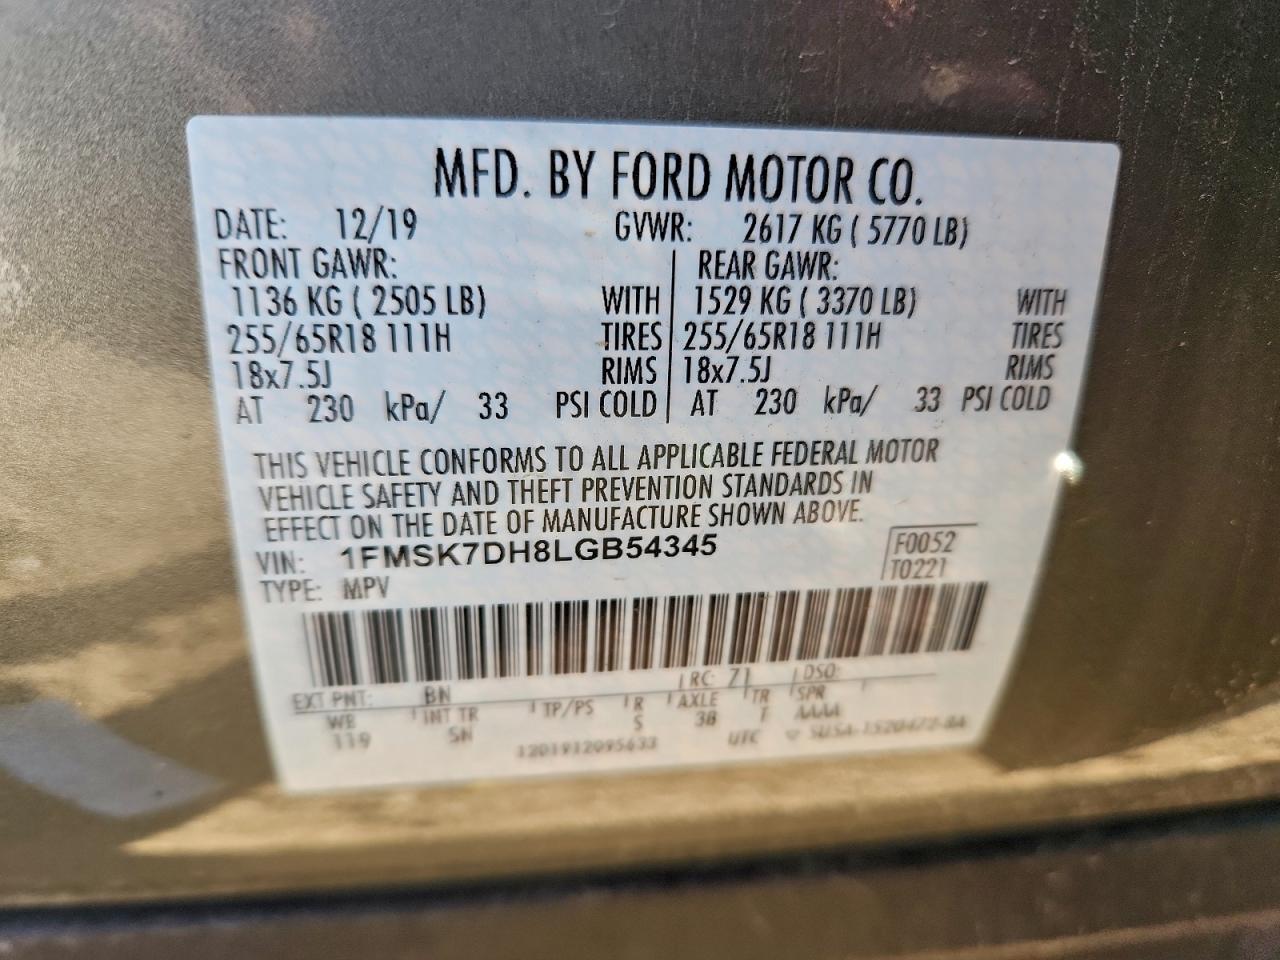 MFD. BY FORD MOTOR CO.
DATE: 12/19 GVWR: 2617 KG ( 5770 LB)
FRONT GAWR: REAR GAWR:
1136 KG ( 2505 LB) WITH 1529 KG ( 3370 LB) WITH
255/65R18 111H TIRES 255/65R18 111H TIRES
18x7.5J RIMS 18x7.5J RIMS
AT 230 kPa/ 33 PSI COLD AT 230 kPa/ 33 PSI COLD
THIS VEHICLE CONFORMS TO ALL APPLICABLE FEDERAL MOTOR
VEHICLE SAFETY AND THEFT PREVENTION STANDARDS IN
EFFECT ON THE DATE OF MANUFACTURE SHOWN ABOVE.
VIN: 1FMSK7DH8LGB54345 F0052
TYPE: MPV T0221
EXT PNT: BN RC: 71 DSO:
WB INT TR TP/PS R AXLE TR SPR
119 SN S 38 T AAAA
1201912095633 UTC